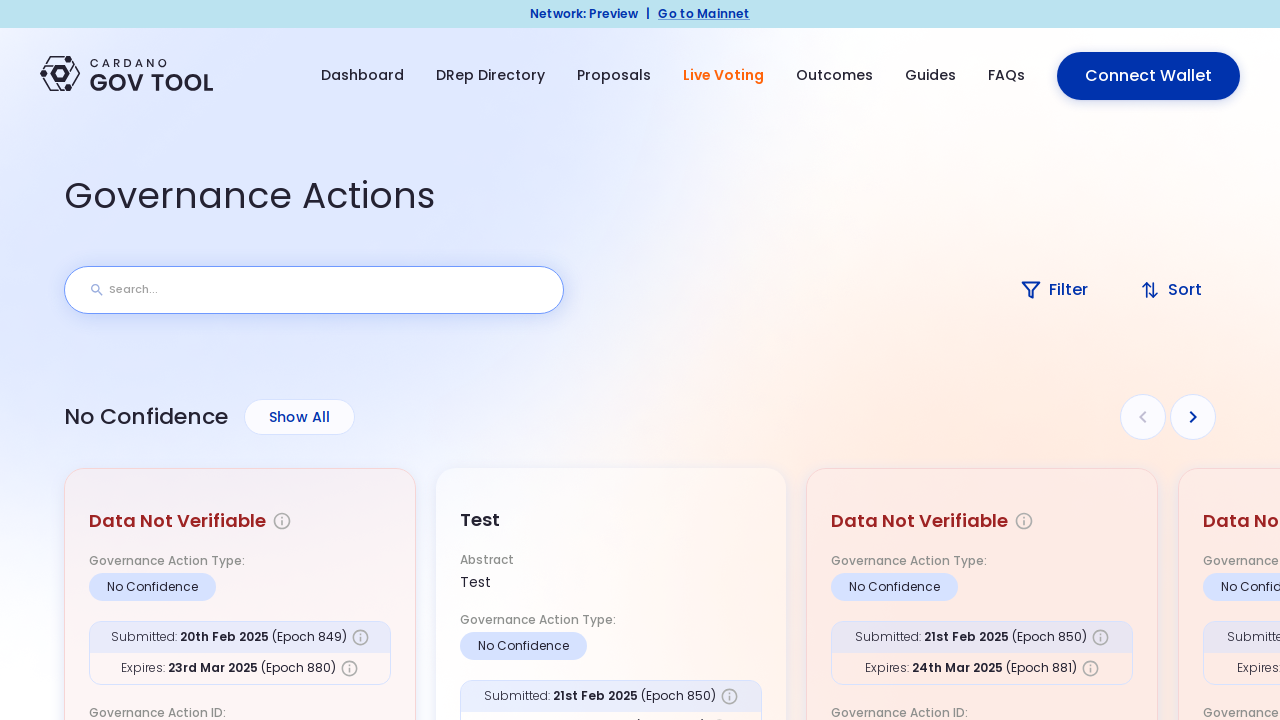 Network: Preview | Go to Mainnet
CARDANO
GOV TOOL
Dashboard DRep Directory Proposals Live Voting Outcomes Guides FAQs Connect Wallet
Governance Actions
Search...
Filter Sort
No Confidence Show All
Data Not Verifiable
Governance Action Type:
No Confidence
Submitted: 20th Feb 2025 (Epoch 849)
Expires: 23rd Mar 2025 (Epoch 880)
Governance Action ID:
Test
Abstract
Test
Governance Action Type:
No Confidence
Submitted: 21st Feb 2025 (Epoch 850)
Data Not Verifiable
Governance Action Type:
No Confidence
Submitted: 21st Feb 2025 (Epoch 850)
Expires: 24th Mar 2025 (Epoch 881)
Governance Action ID:
Data No
Governance
No Confid
Submitte
Expires:
Governance